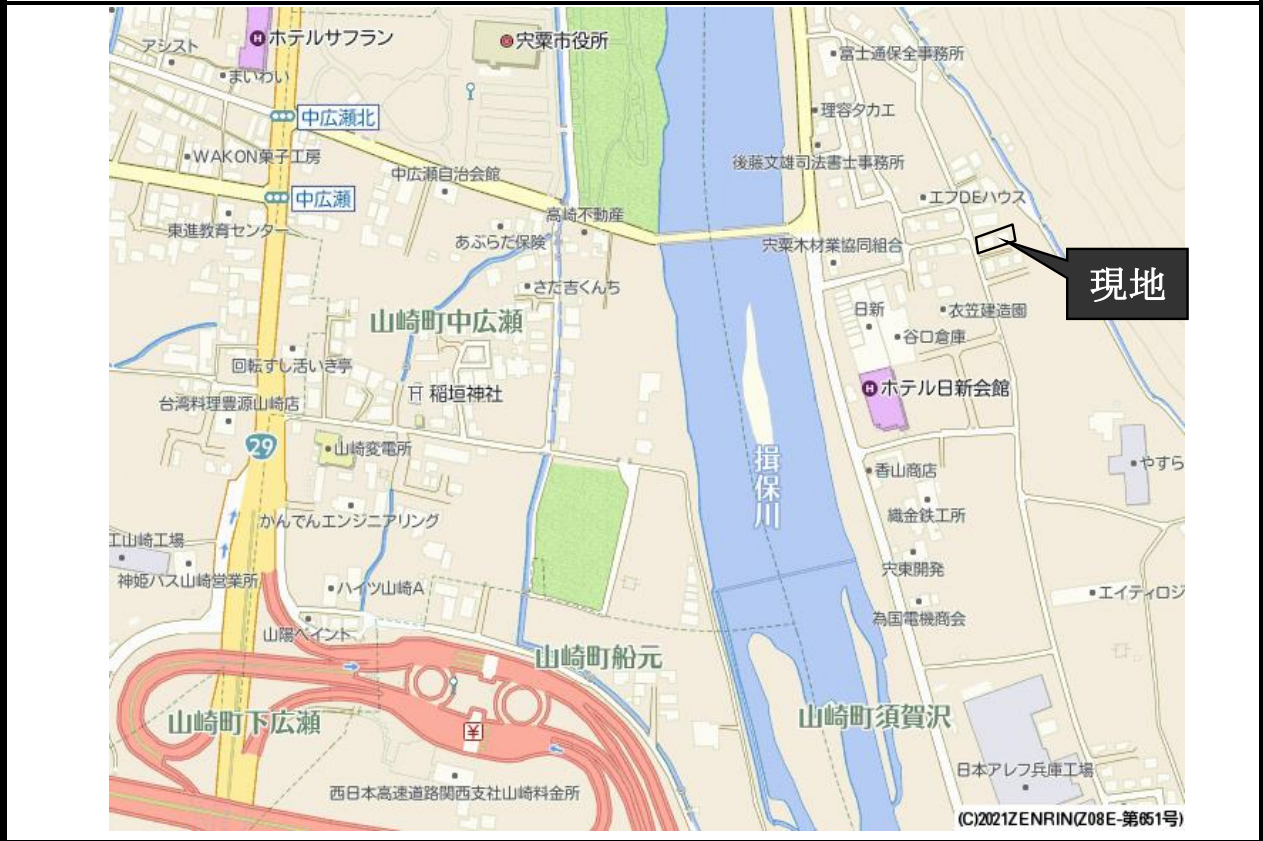 アシスト
H ホテルサフラン
まいわい
宍粟市役所
富士通保全事務所
中広瀬北
理容タカエ
WAKON菓子工房
中広瀬自治会館
後藤文雄司法書士事務所
中広瀬
エフDEハウス
東進教育センター
高崎不動産
あぶらだ保険
宍粟木材業協同組合
現地
さだ吉くんち
山崎町中広瀬
日新
衣笠建造園
谷口倉庫
回転すし活いき亭
稲垣神社
H ホテル日新会館
台湾料理豊源山崎店
29
山崎変電所
揖保川
香山商店
やすら
かんでんエンジニアリング
織金鉄工所
工山崎工場
神姫バス山崎営業所
ハイツ山崎A
宍東開発
エイティロジ
為国電機商会
山陽ペイント
山崎町船元
山崎町下広瀬
山崎町須賀沢
日本アレフ兵庫工場
西日本高速道路関西支社山崎料金所
(C)2021ZENRIN(Z08E-第651号)